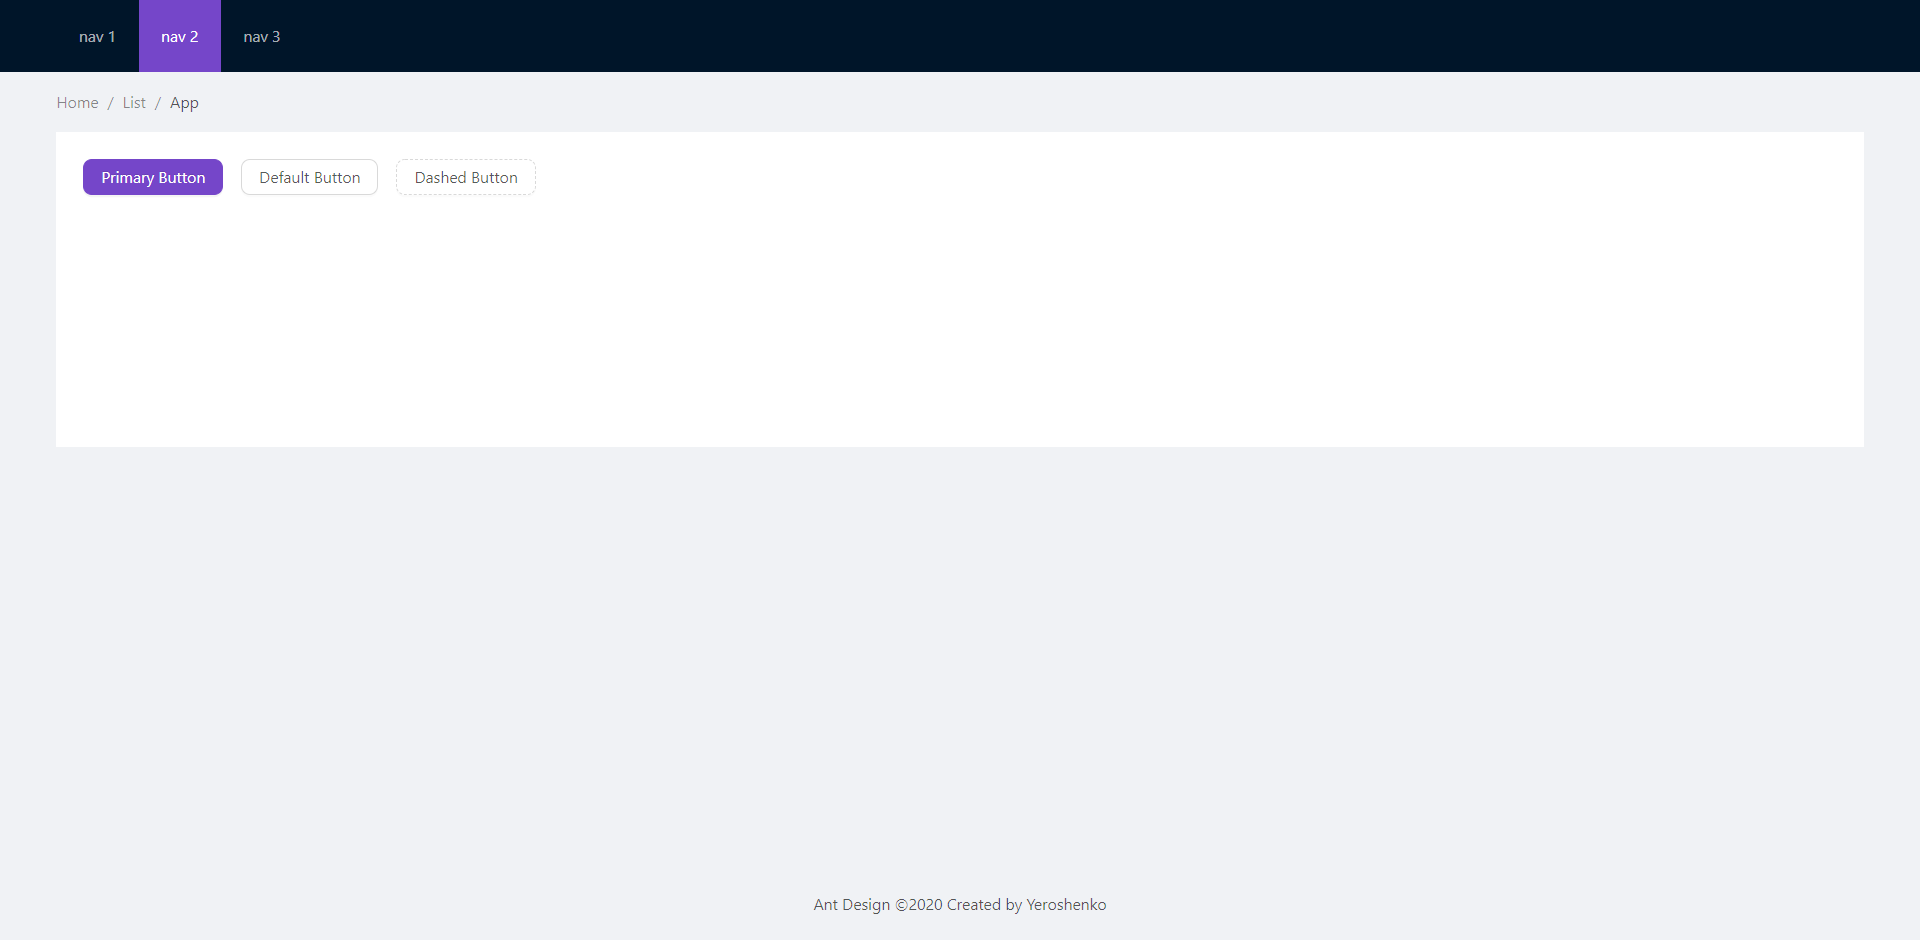 nav 1 nav 2 nav 3
Home / List / App
Primary Button Default Button Dashed Button
Ant Design ©2020 Created by Yeroshenko